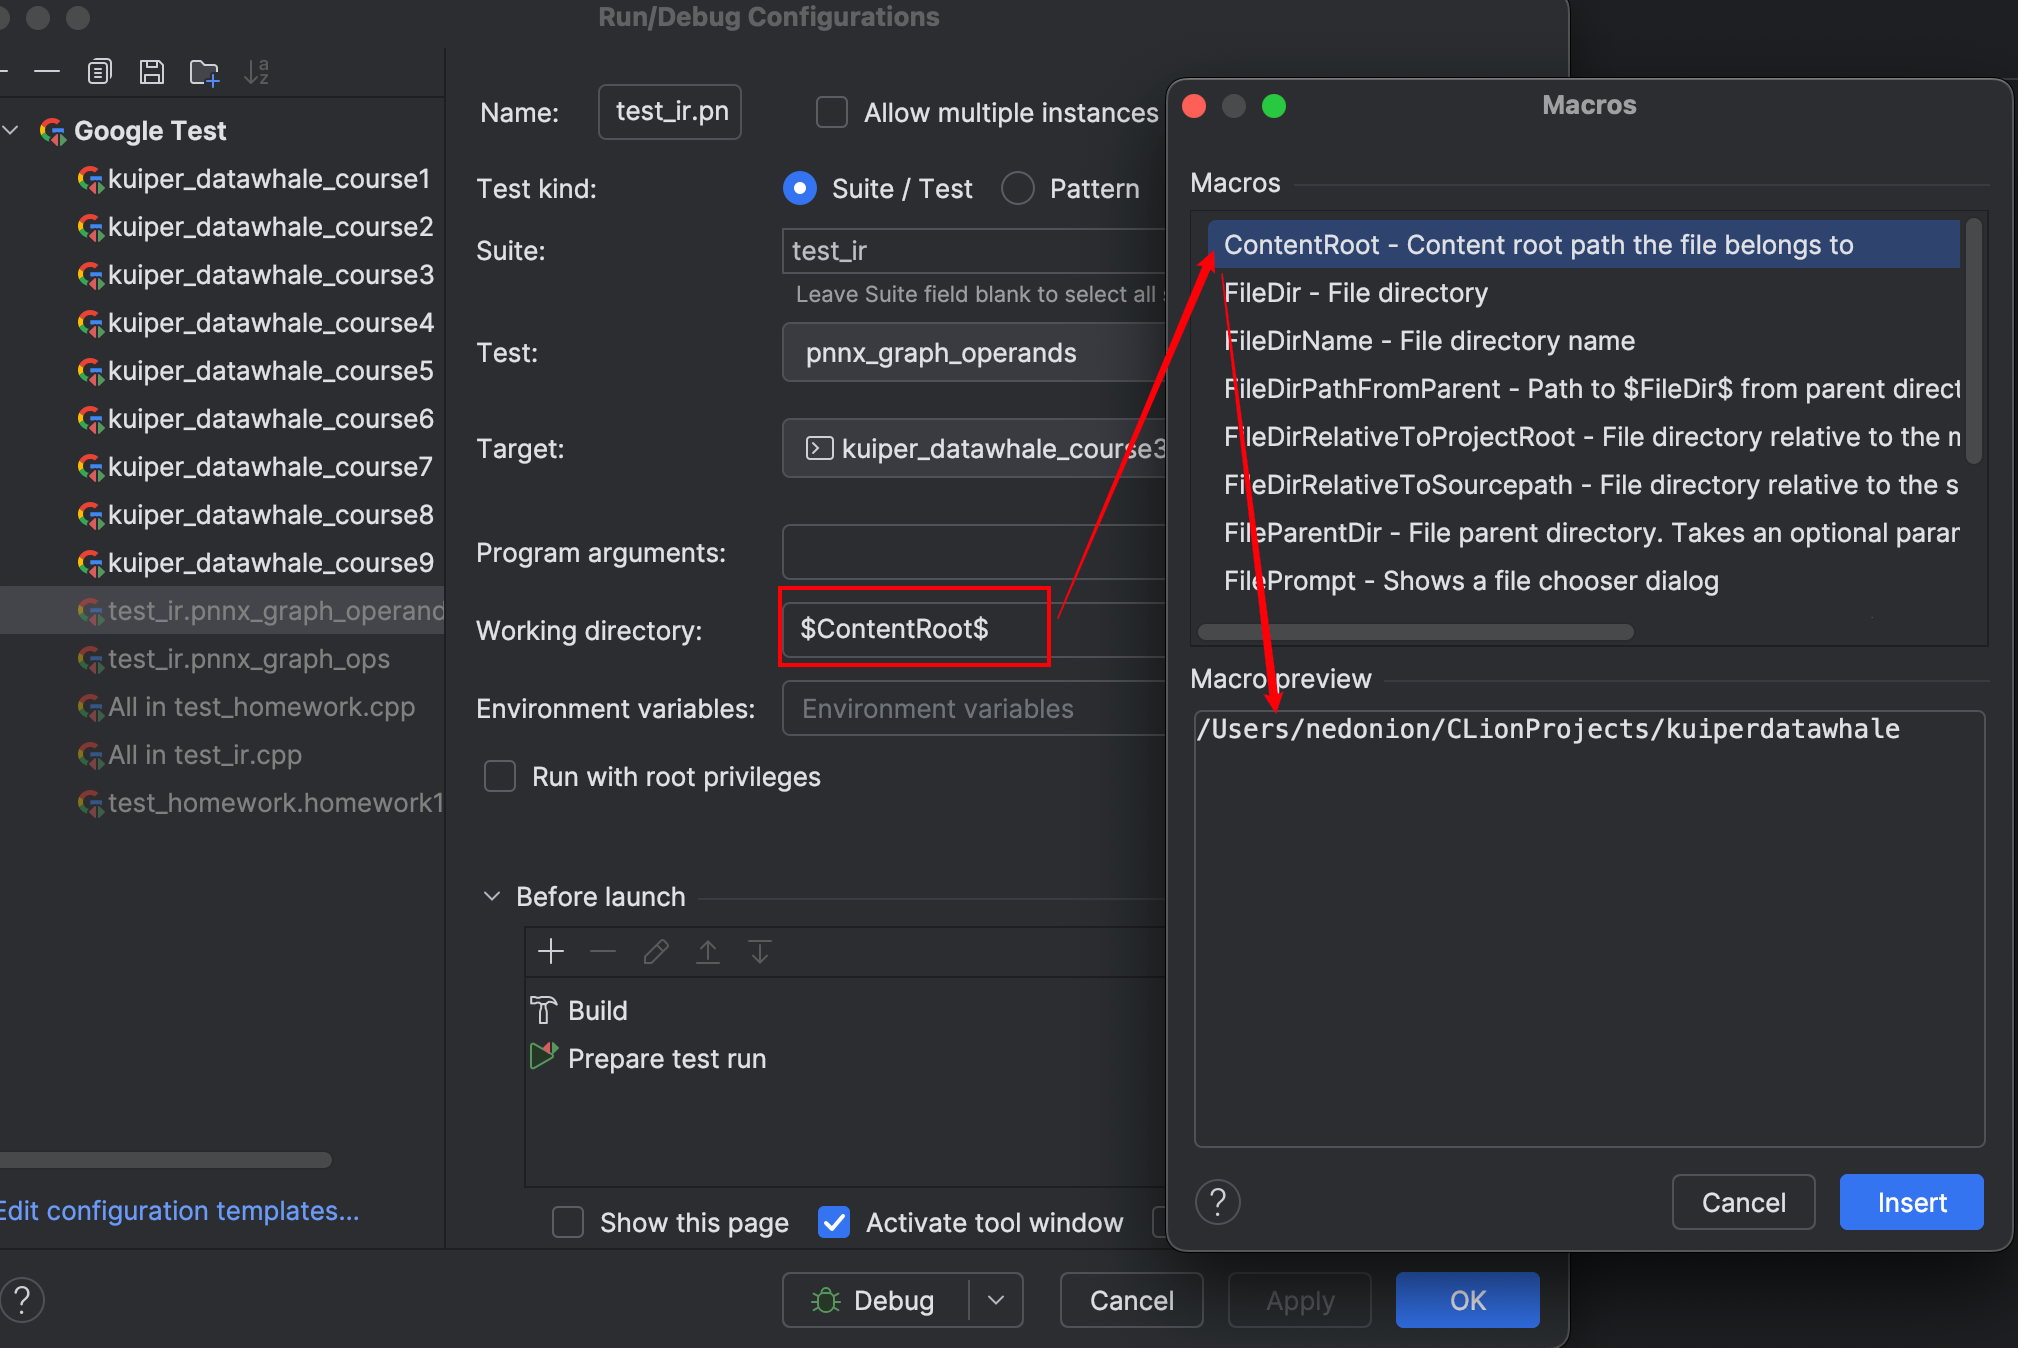 Run/Debug Configurations
Google Test
kuiper_datawhale_course1
kuiper_datawhale_course2
kuiper_datawhale_course3
kuiper_datawhale_course4
kuiper_datawhale_course5
kuiper_datawhale_course6
kuiper_datawhale_course7
kuiper_datawhale_course8
kuiper_datawhale_course9
test_ir.pnnx_graph_operand
test_ir.pnnx_graph_ops
All in test_homework.cpp
All in test_ir.cpp
test_homework.homework1
Edit configuration templates...
Name: test_ir.pn
Allow multiple instances
Test kind: Suite / Test Pattern
Suite: test_ir
Leave Suite field blank to select all
Test: pnnx_graph_operands
Target: kuiper_datawhale_course3
Program arguments:
Working directory: $ContentRoot$
Environment variables: Environment variables
Run with root privileges
Before launch
Build
Prepare test run
Show this page Activate tool window
? Debug Cancel Apply OK
Macros
Macros
ContentRoot - Content root path the file belongs to
FileDir - File directory
FileDirName - File directory name
FileDirPathFromParent - Path to $FileDir$ from parent direct
FileDirRelativeToProjectRoot - File directory relative to the m
FileDirRelativeToSourcepath - File directory relative to the s
FileParentDir - File parent directory. Takes an optional parar
FilePrompt - Shows a file chooser dialog
Macro preview
/Users/nedonion/CLionProjects/kuiperdatawhale
? Cancel Insert